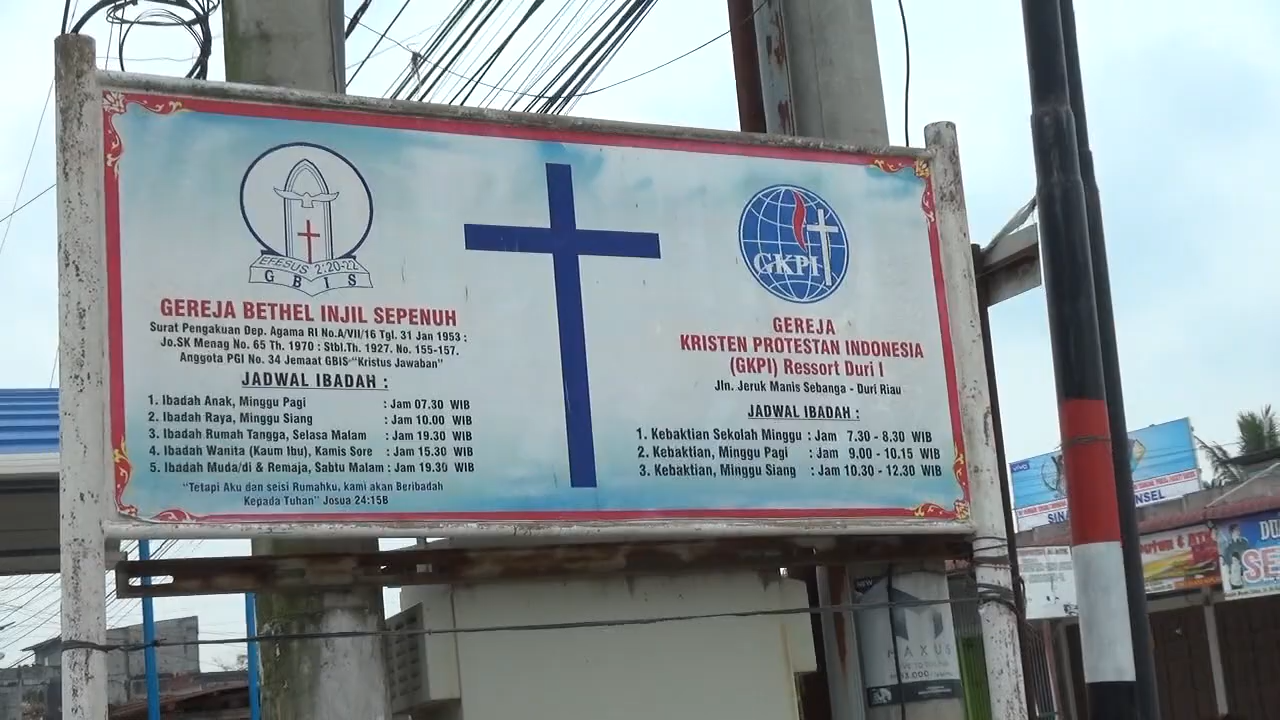 EFESUS 2:20-22
GBIS
GEREJA BETHEL INJIL SEPENUH
Surat Pengakuan Dep. Agama RI No.A/VII/16 Tgl. 31 Jan 1953 :
Jo.SK Menag No. 65 Th. 1970 : Stbl.Th. 1927. No. 155-157.
Anggota PGI No. 34 Jemaat GBIS "Kristus Jawaban"
JADWAL IBADAH :
1. Ibadah Anak, Minggu Pagi : Jam 07.30 WIB
2. Ibadah Raya, Minggu Siang : Jam 10.00 WIB
3. Ibadah Rumah Tangga, Selasa Malam : Jam 19.30 WIB
4. Ibadah Wanita (Kaum Ibu), Kamis Sore : Jam 15.30 WIB
5. Ibadah Muda/di & Remaja, Sabtu Malam : Jam 19.30 WIB
"Tetapi Aku dan seisi Rumahku, kami akan Beribadah
Kepada Tuhan" Josua 24:15B
GKPI
GEREJA
KRISTEN PROTESTAN INDONESIA
(GKPI) Ressort Duri I
Jln. Jeruk Manis Sebanga - Duri Riau
JADWAL IBADAH :
1. Kebaktian Sekolah Minggu : Jam 7.30 - 8.30 WIB
2. Kebaktian, Minggu Pagi : Jam 9.00 - 10.15 WIB
3. Kebaktian, Minggu Siang : Jam 10.30 - 12.30 WIB
NEW